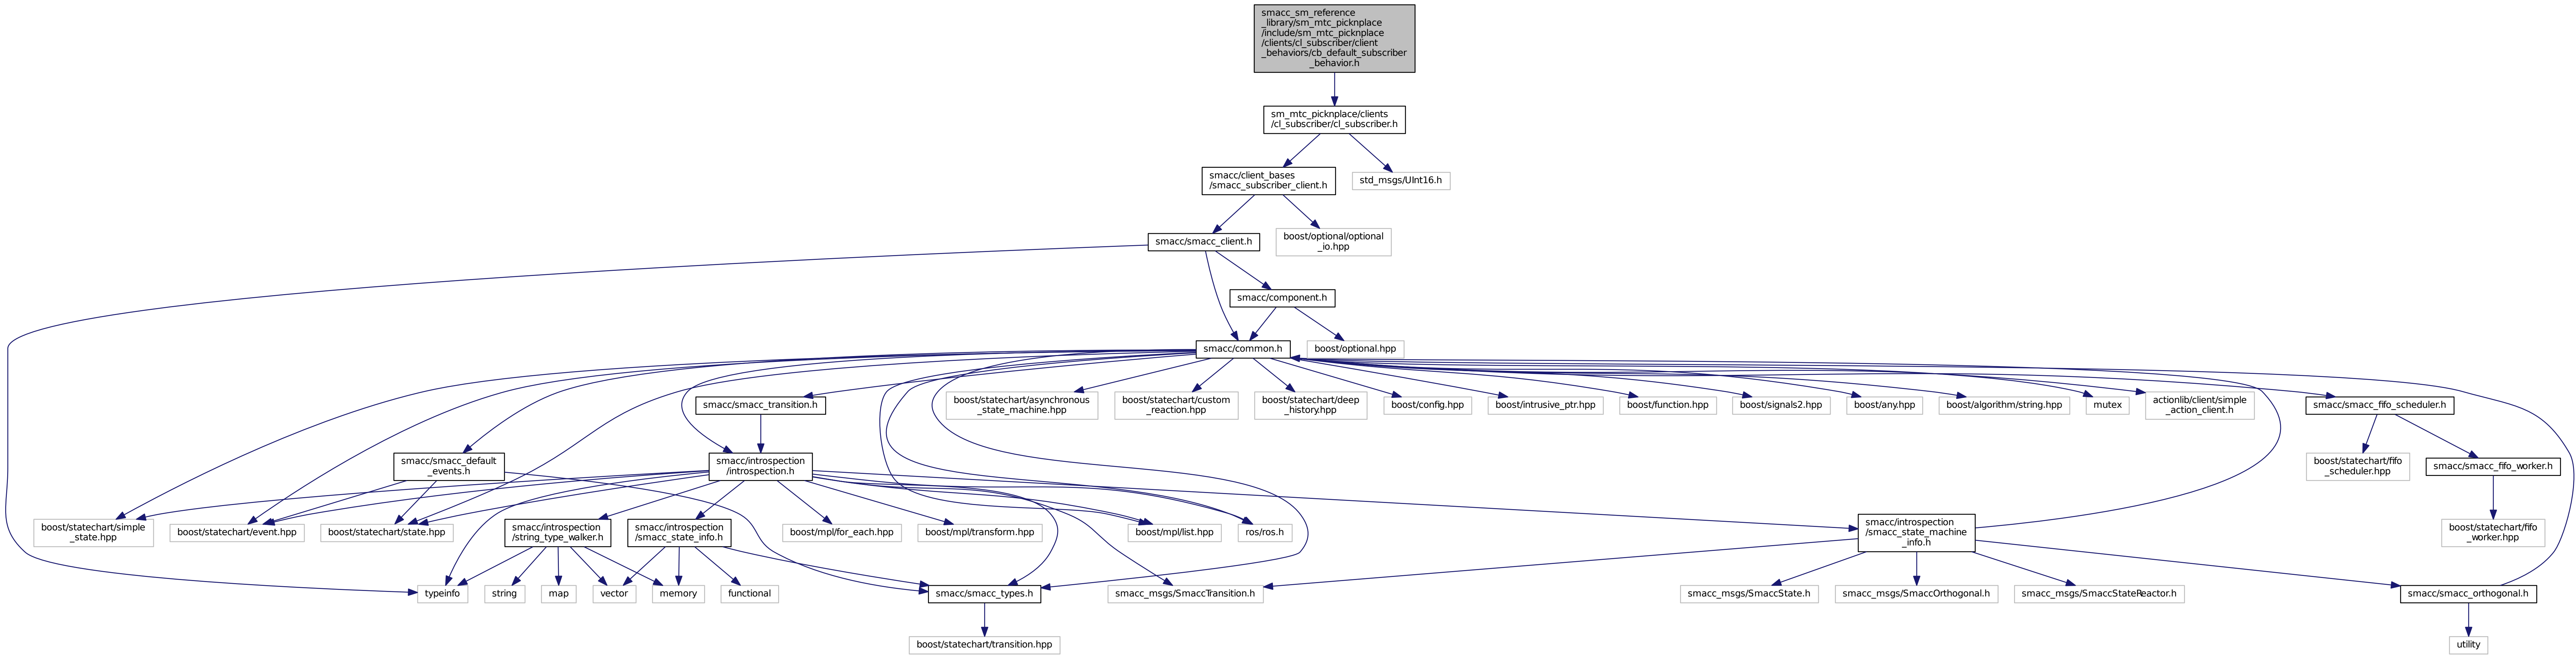 smacc_sm_reference
_library/sm_mtc_picknplace
/include/sm_mtc_picknplace
/clients/cl_subscriber/client
_behaviors/cb_default_subscriber
_behavior.h
sm_mtc_picknplace/clients
/cl_subscriber/cl_subscriber.h
smacc/client_bases
/smacc_subscriber_client.h
std_msgs/UInt16.h
smacc/smacc_client.h
boost/optional/optional
_io.hpp
smacc/component.h
smacc/common.h
boost/optional.hpp
smacc/smacc_transition.h
boost/statechart/asynchronous
_state_machine.hpp
boost/statechart/custom
_reaction.hpp
boost/statechart/deep
_history.hpp
boost/config.hpp
boost/intrusive_ptr.hpp
boost/function.hpp
boost/signals2.hpp
boost/any.hpp
boost/algorithm/string.hpp
mutex
actionlib/client/simple
_action_client.h
smacc/smacc_fifo_scheduler.h
smacc/smacc_default
_events.h
smacc/introspection
/introspection.h
boost/statechart/fifo
_scheduler.hpp
smacc/smacc_fifo_worker.h
boost/statechart/simple
_state.hpp
boost/statechart/event.hpp
boost/statechart/state.hpp
smacc/introspection
/string_type_walker.h
smacc/introspection
/smacc_state_info.h
boost/mpl/for_each.hpp
boost/mpl/transform.hpp
boost/mpl/list.hpp
ros/ros.h
smacc/introspection
/smacc_state_machine
_info.h
boost/statechart/fifo
_worker.hpp
typeinfo
string
map
vector
memory
functional
smacc/smacc_types.h
smacc_msgs/SmaccTransition.h
smacc_msgs/SmaccState.h
smacc_msgs/SmaccOrthogonal.h
smacc_msgs/SmaccStateReactor.h
smacc/smacc_orthogonal.h
boost/statechart/transition.hpp
utility